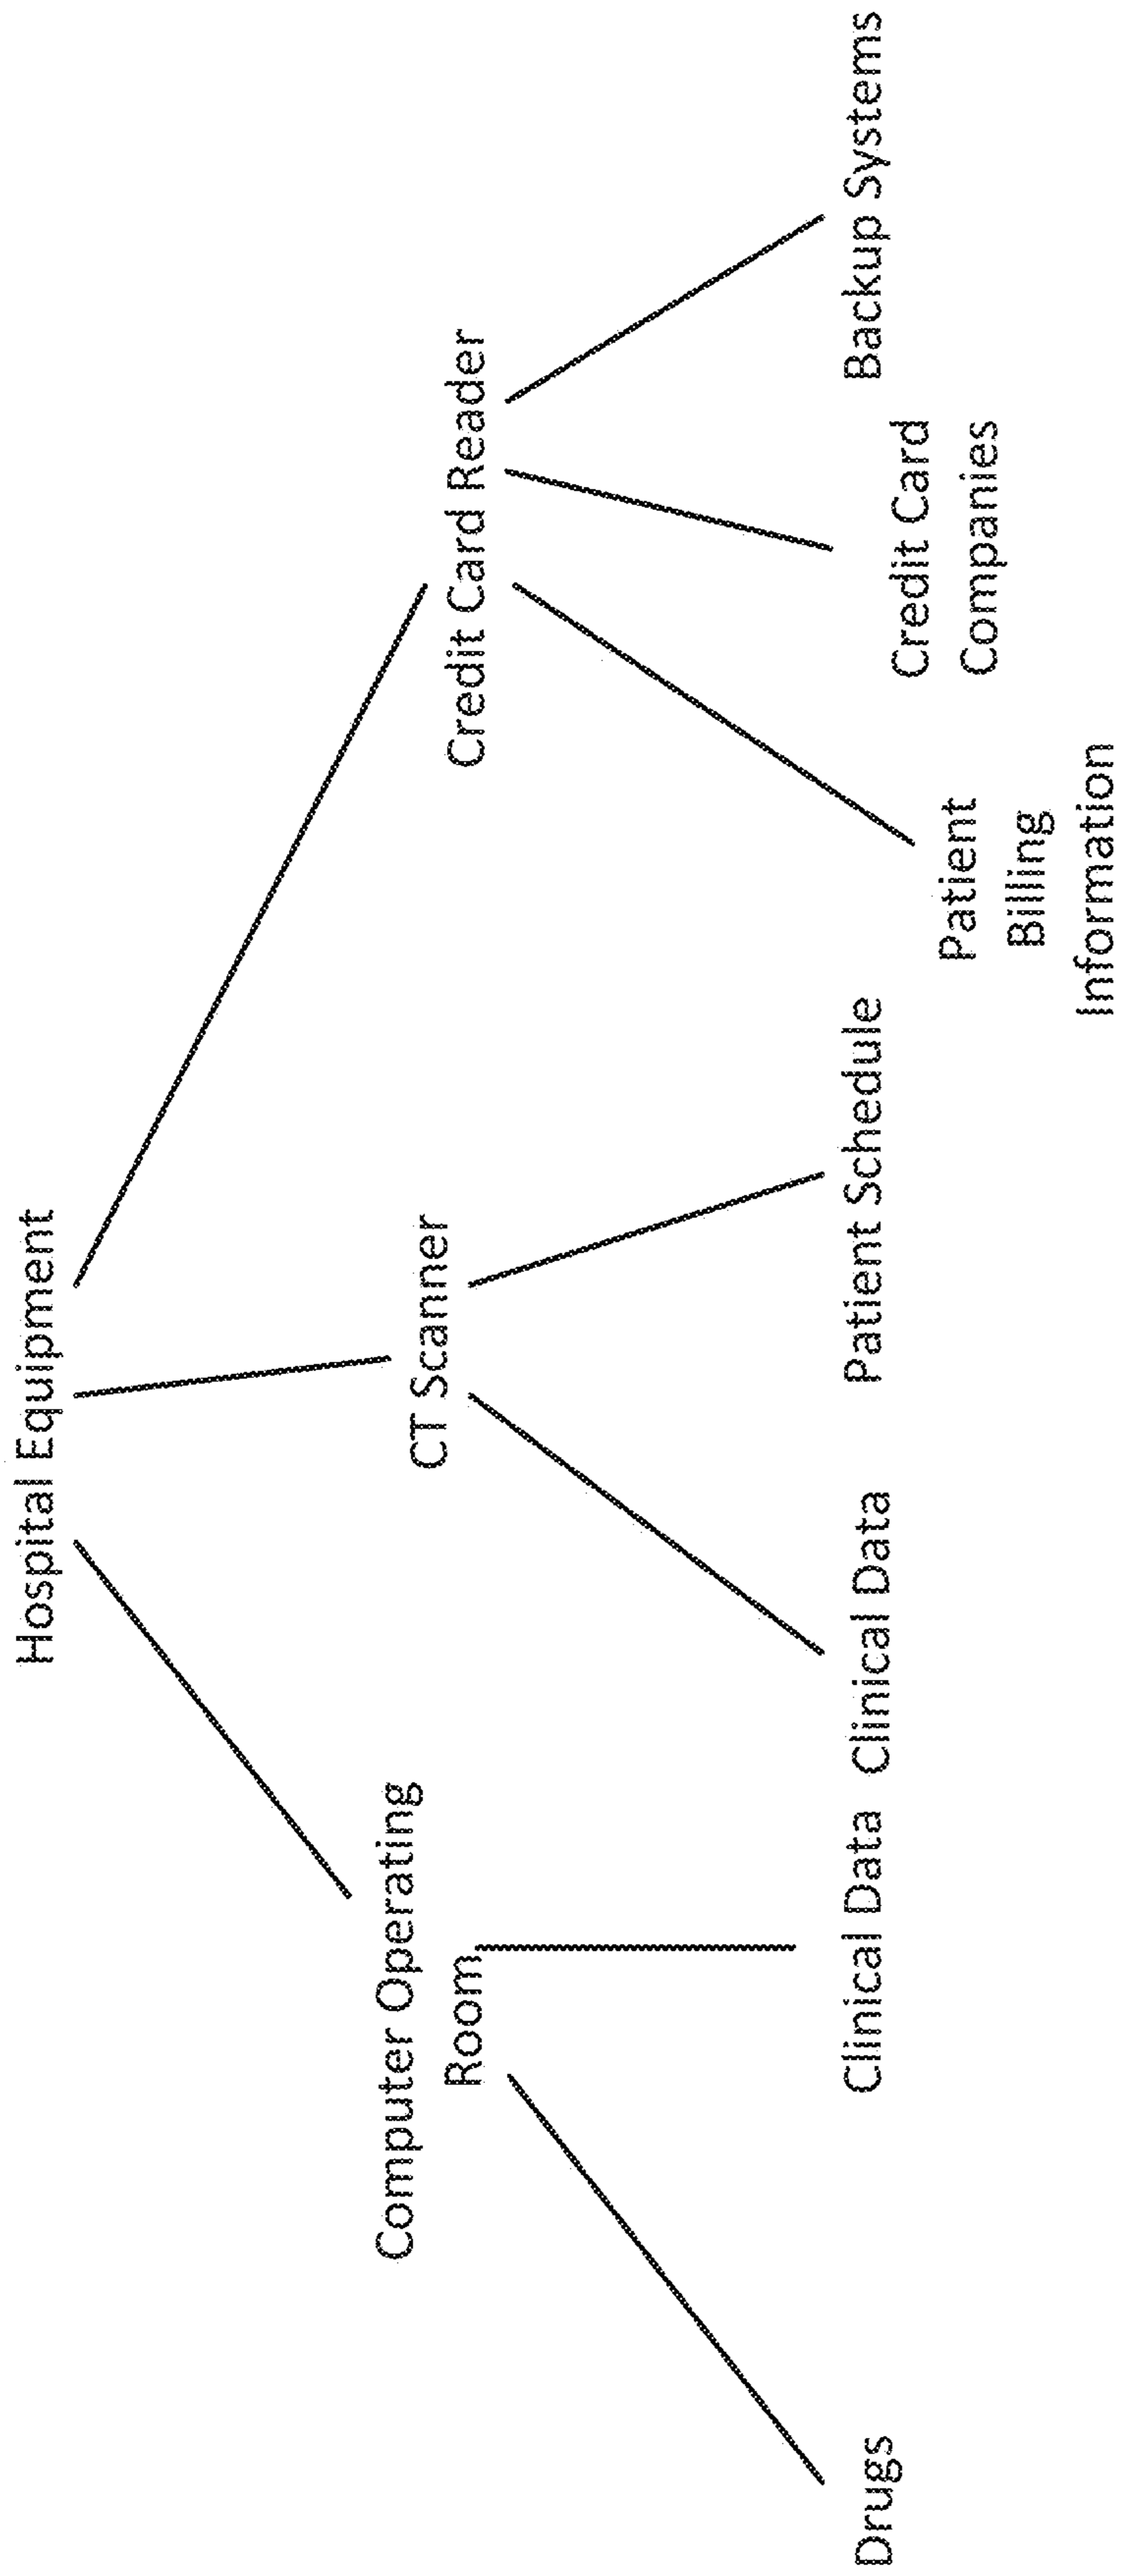 Hospital Equipment
Computer Operating
Room
CT Scanner
Credit Card Reader
Drugs
Clinical Data
Clinical Data
Patient Schedule
Patient
Billing
Information
Credit Card
Companies
Backup Systems